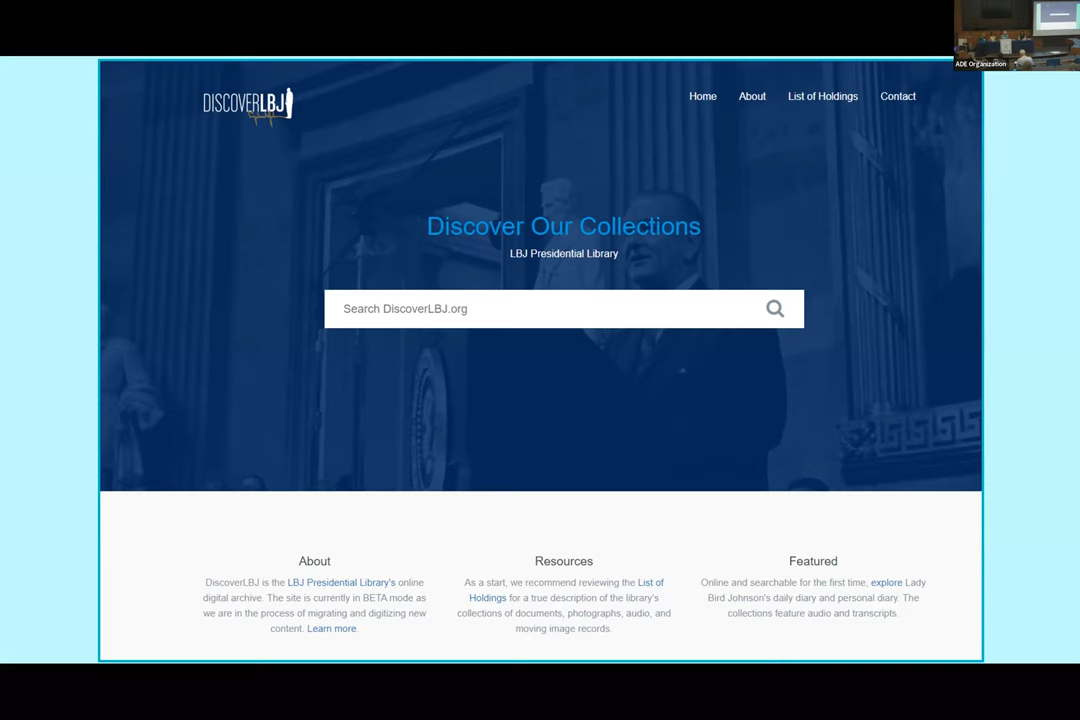 ADE Organization
DISCOVERLBJ
Home
About
List of Holdings
Contact
Discover Our Collections
LBJ Presidential Library
Search DiscoverLBJ.org
About
DiscoverLBJ is the LBJ Presidential Library's online
digital archive. The site is currently in BETA mode as
we are in the process of migrating and digitizing new
content. Learn more.
Resources
As a start, we recommend reviewing the List of
Holdings for a true description of the library's
collections of documents, photographs, audio, and
moving image records.
Featured
Online and searchable for the first time, explore Lady
Bird Johnson's daily diary and personal diary. The
collections feature audio and transcripts.